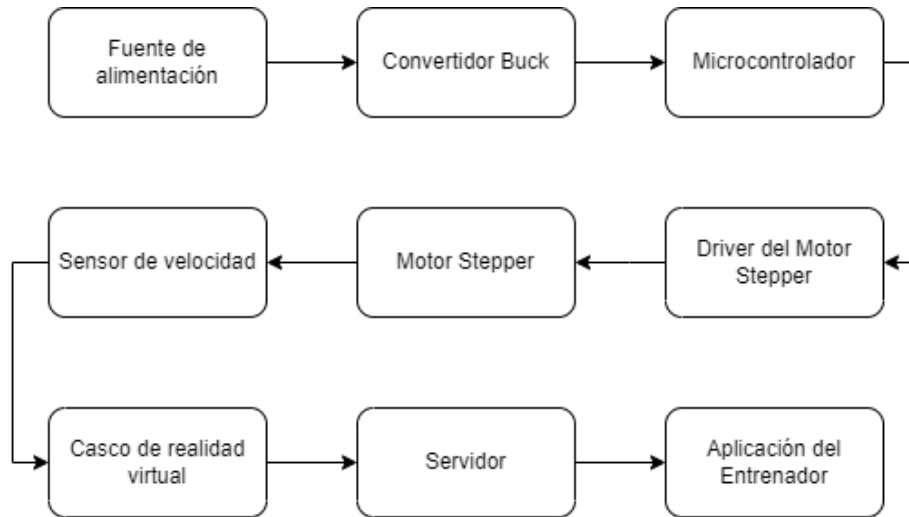 Fuente de
alimentación
Convertidor Buck
Microcontrolador
Sensor de velocidad
Motor Stepper
Driver del Motor
Stepper
Casco de realidad
virtual
Servidor
Aplicación del
Entrenador